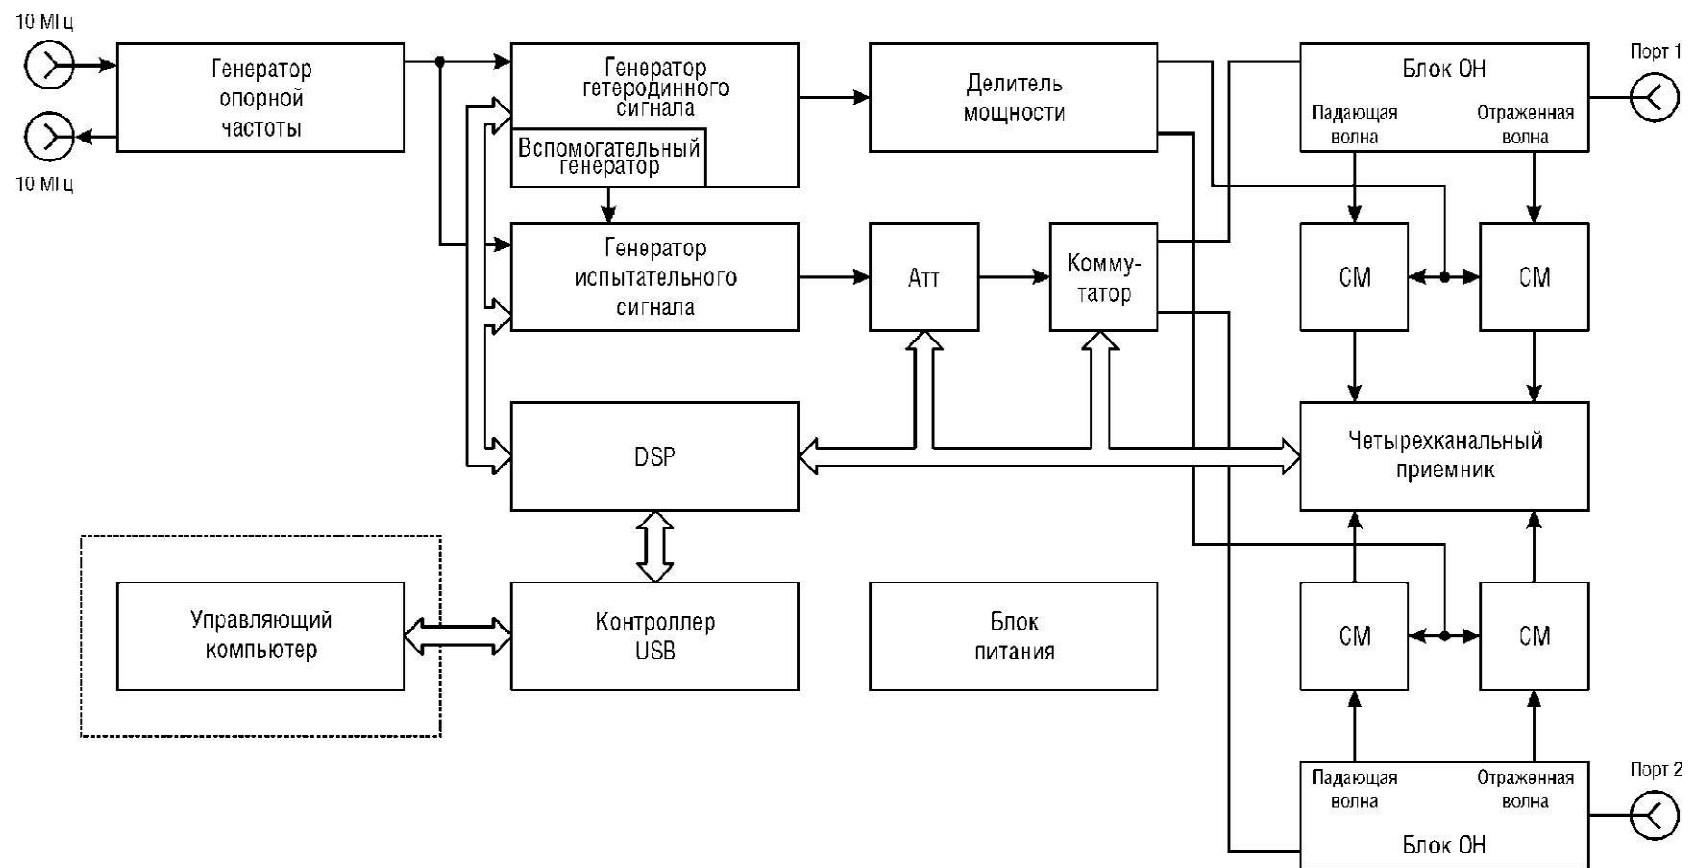 10 МГц
Генератор
опорной
частоты
10 МГц
Генератор
гетеродинного
сигнала
Вспомогательный
генератор
Делитель
мощности
Блок ОН
Падающая
волна
Отраженная
волна
Порт 1
Генератор
испытательного
сигнала
Атт
Комму-
татор
СМ
СМ
DSP
Четырехканальный
приемник
Управляющий
компьютер
Контроллер
USB
Блок
питания
СМ
СМ
Падающая
волна
Отраженная
волна
Блок ОН
Порт 2